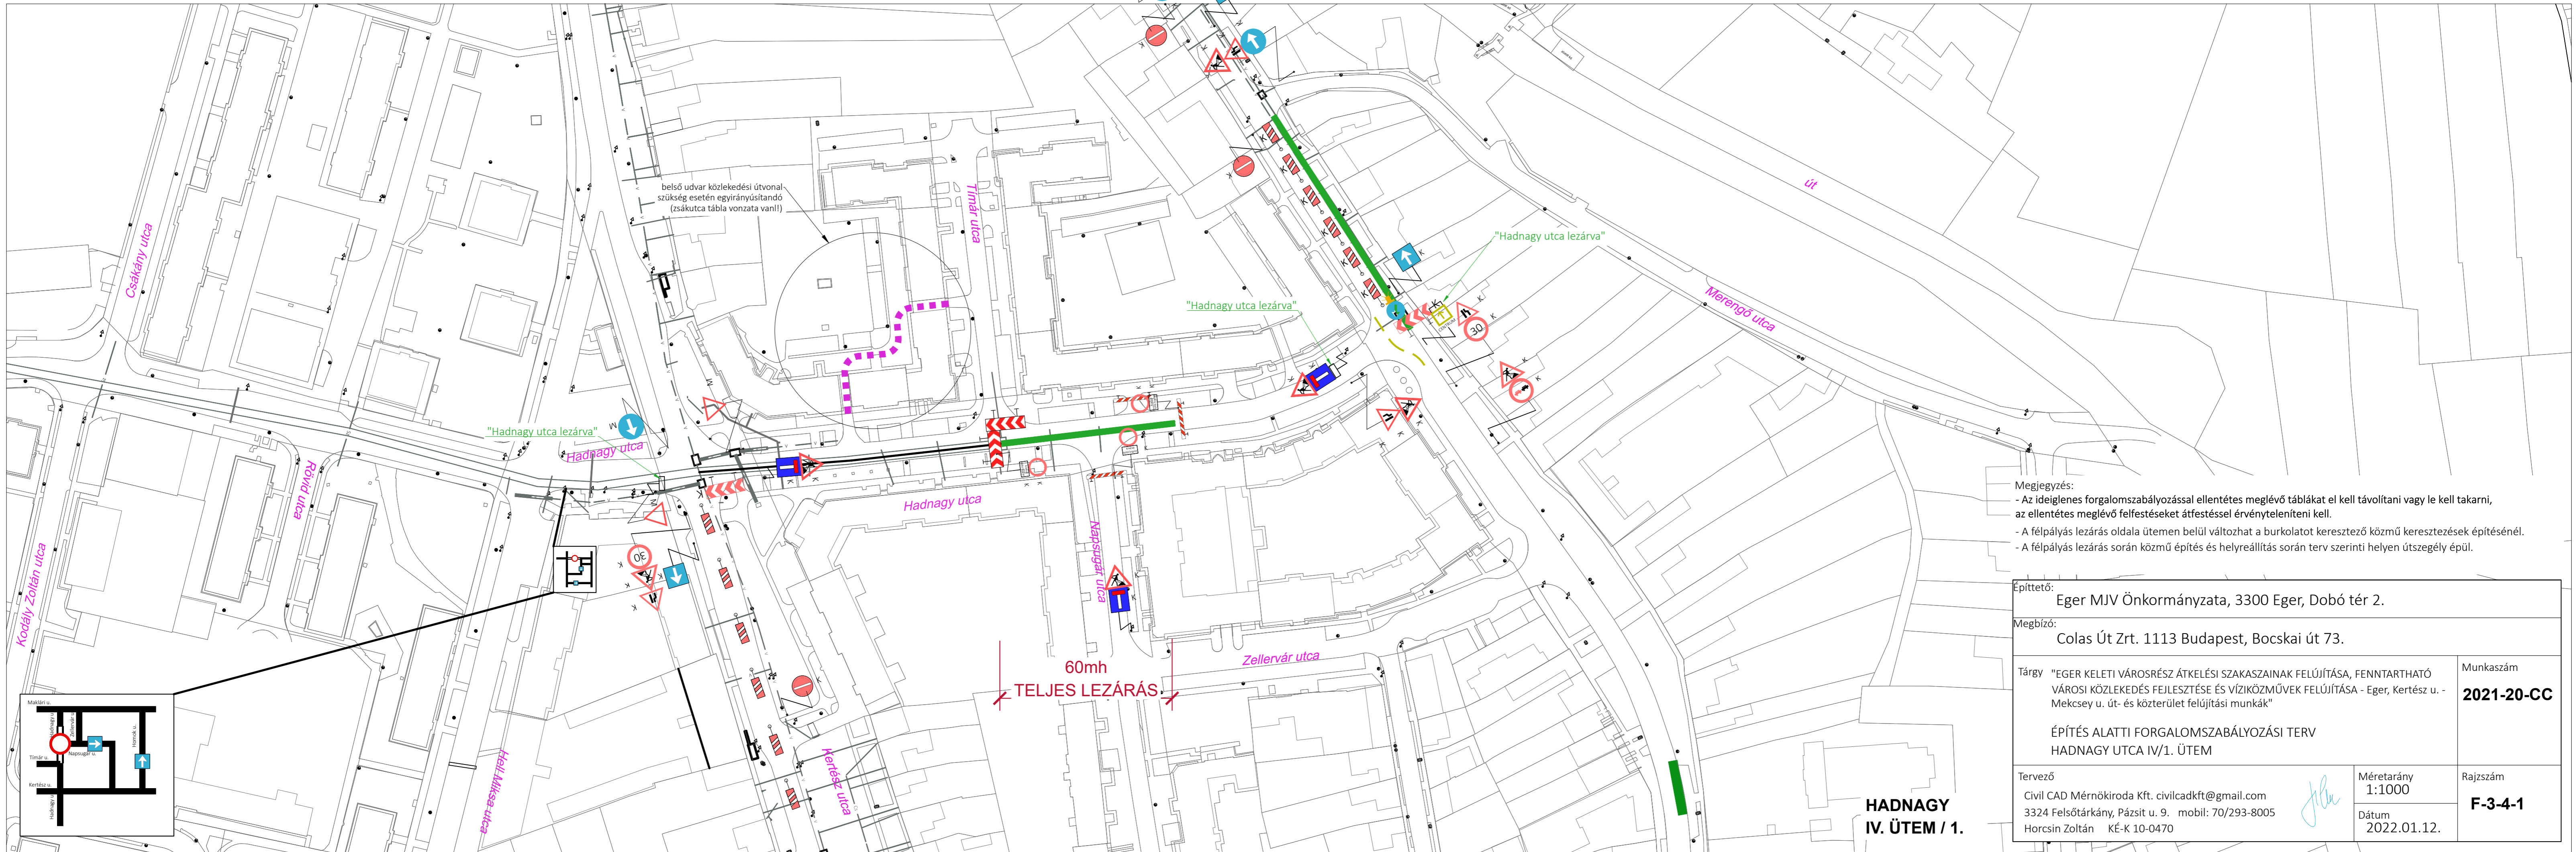 belső udvar közlekedési útvonal
szükség esetén egyirányúsítandó
(zsákutca tábla vonzata van!!)
Csákány utca
Tímár utca
út
"Hadnagy utca lezárva"
"Hadnagy utca lezárva"
Merengő utca
CENTRUM
30
"Hadnagy utca lezárva"
Hadnagy utca
Hadnagy utca
Rövid utca
Kodály Zoltán utca
Napsugár utca
30
Zellervár utca
60mh
TELJES LEZÁRÁS
Kertész utca
Hell Miksa utca
Maklári u.
Hadnagy u.
Zellervár u.
Homok u.
Napsugár u.
Tímár u.
Kertész u.
Hadnagy u.
Megjegyzés:
- Az ideiglenes forgalomszabályozással ellentétes meglévő táblákat el kell távolítani vagy le kell takarni,
az ellentétes meglévő felfestéseket átfestéssel érvényteleníteni kell.
- A félpályás lezárás oldala ütemen belül változhat a burkolatot keresztező közmű keresztezések építésénél.
- A félpályás lezárás során közmű építés és helyreállítás során terv szerinti helyen útszegély épül.
Építtető:
Eger MJV Önkormányzata, 3300 Eger, Dobó tér 2.
Megbízó:
Colas Út Zrt. 1113 Budapest, Bocskai út 73.
Tárgy "EGER KELETI VÁROSRÉSZ ÁTKELÉSI SZAKASZAINAK FELÚJÍTÁSA, FENNTARTHATÓ
VÁROSI KÖZLEKEDÉS FEJLESZTÉSE ÉS VÍZIKÖZMŰVEK FELÚJÍTÁSA - Eger, Kertész u. -
Mekcsey u. út- és közterület felújítási munkák"
ÉPÍTÉS ALATTI FORGALOMSZABÁLYOZÁSI TERV
HADNAGY UTCA IV/1. ÜTEM
Munkaszám
2021-20-CC
Tervező
Civil CAD Mérnökiroda Kft. civilcadkft@gmail.com
3324 Felsőtárkány, Pázsit u. 9. mobil: 70/293-8005
Horcsin Zoltán KÉ-K 10-0470
Méretarány
1:1000
Dátum
2022.01.12.
Rajzszám
F-3-4-1
HADNAGY
IV. ÜTEM / 1.